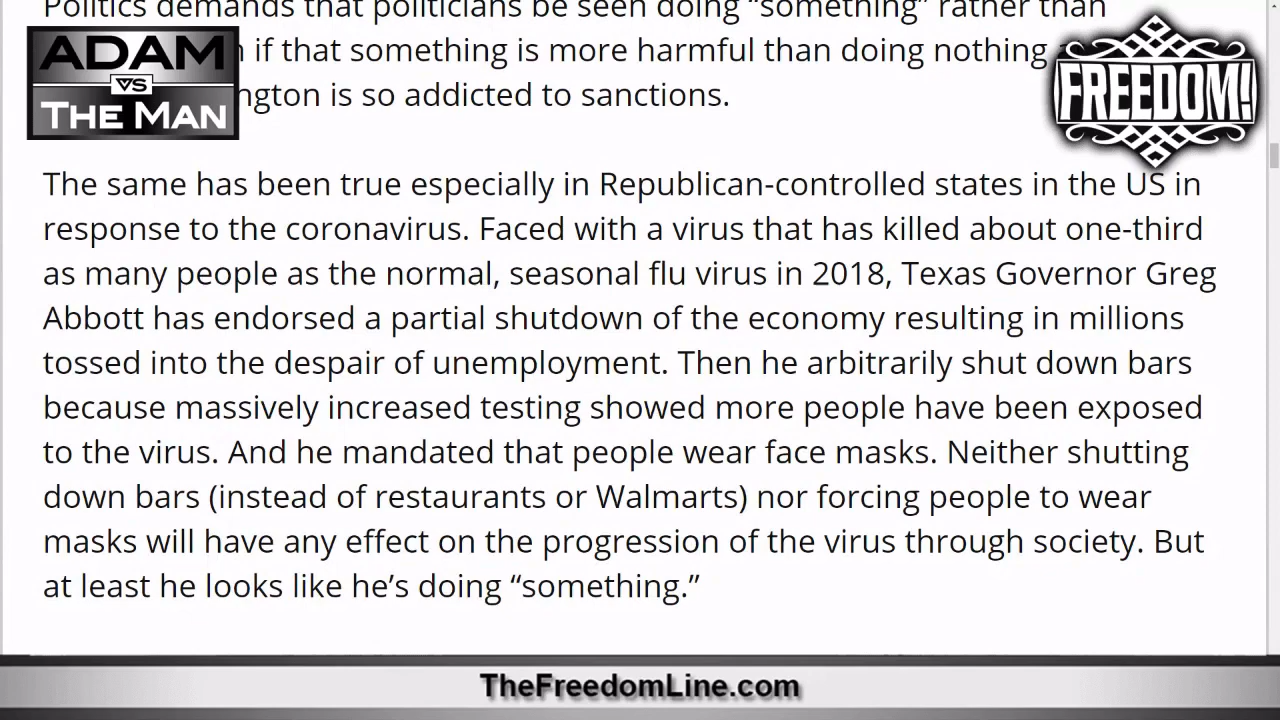 Politics demands that politicians be seen doing “something” rather than
ADAM
VS
THE MAN
FREEDOM!
if that something is more harmful than doing nothing
is so addicted to sanctions.
The same has been true especially in Republican-controlled states in the US in
response to the coronavirus. Faced with a virus that has killed about one-third
as many people as the normal, seasonal flu virus in 2018, Texas Governor Greg
Abbott has endorsed a partial shutdown of the economy resulting in millions
tossed into the despair of unemployment. Then he arbitrarily shut down bars
because massively increased testing showed more people have been exposed
to the virus. And he mandated that people wear face masks. Neither shutting
down bars (instead of restaurants or Walmarts) nor forcing people to wear
masks will have any effect on the progression of the virus through society. But
at least he looks like he’s doing “something.”
TheFreedomLine.com